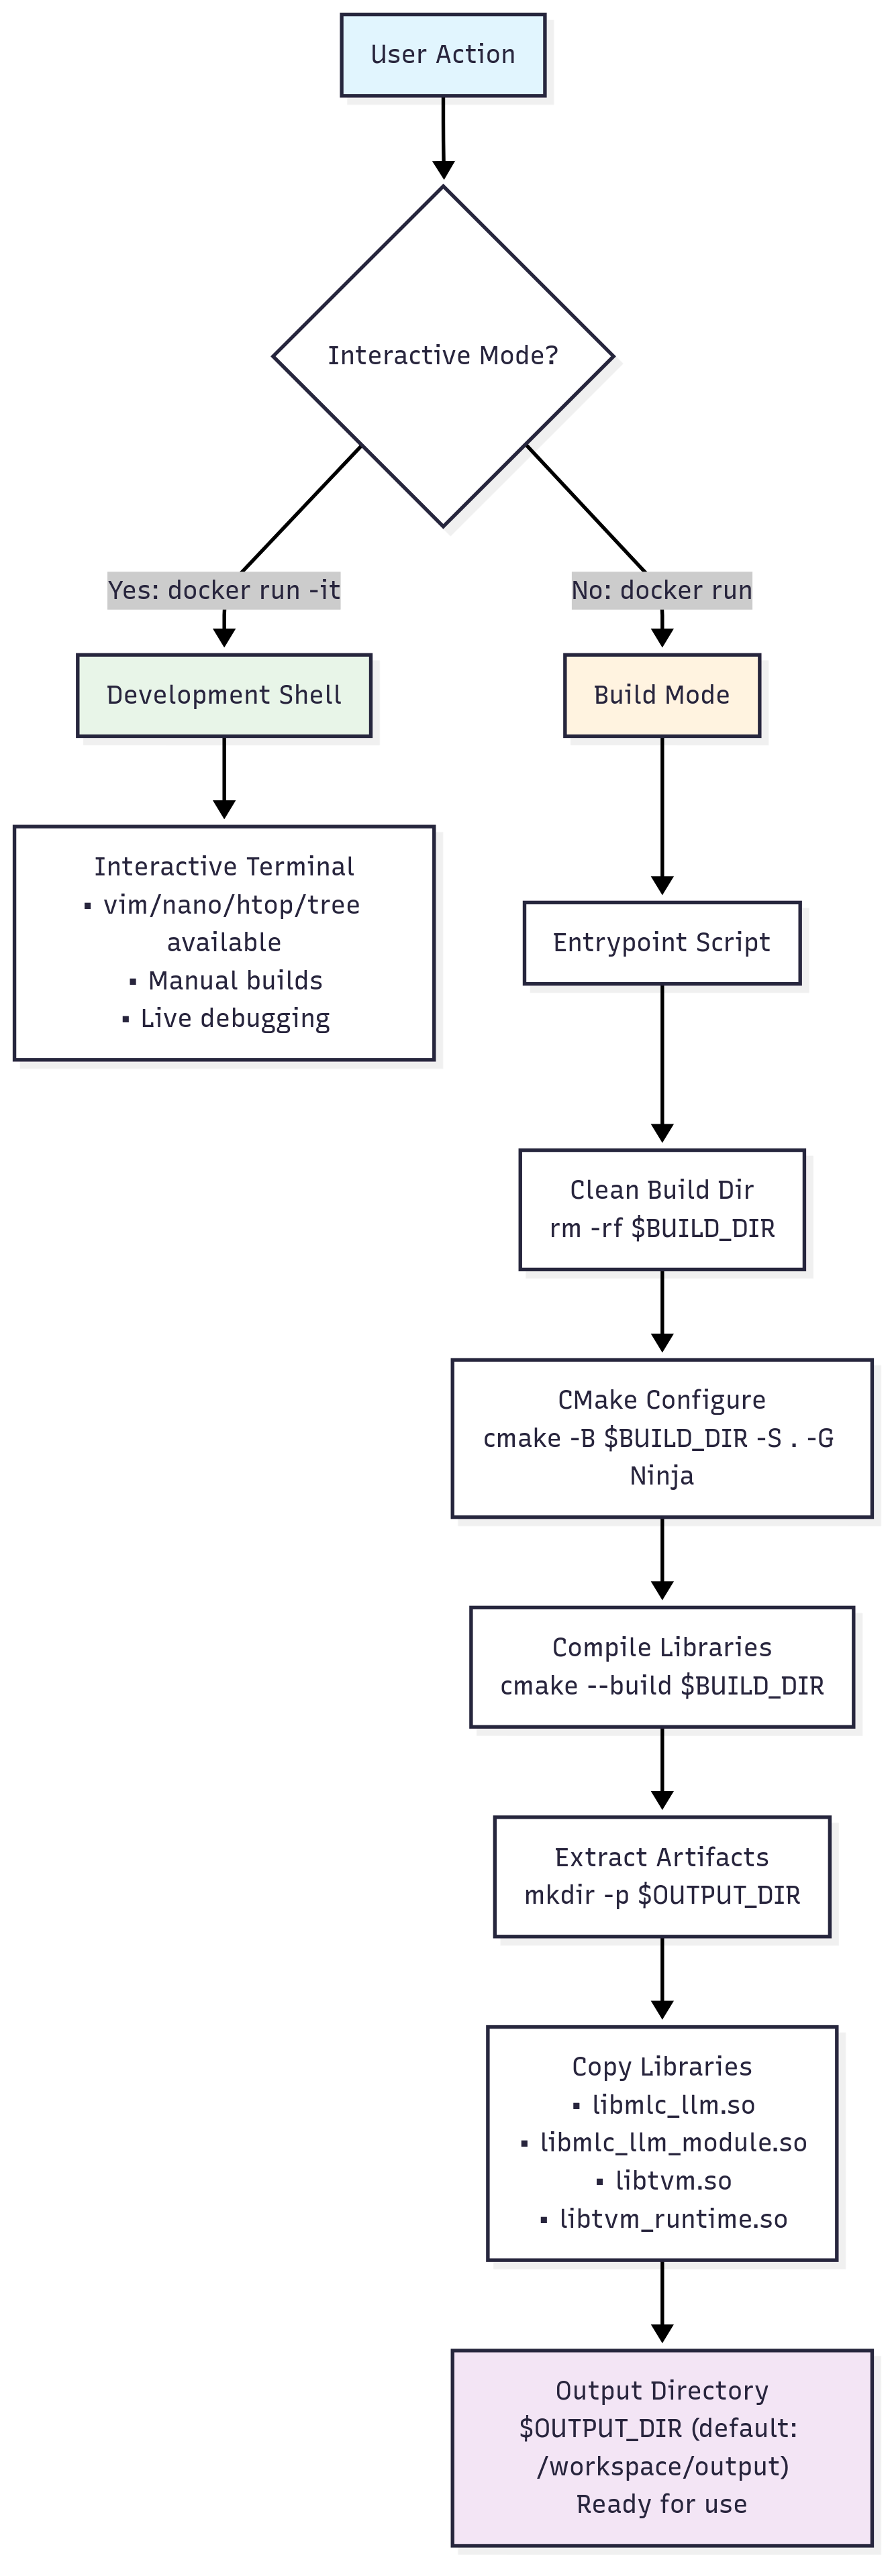 User Action
Interactive Mode?
Yes: docker run -it
No: docker run
Development Shell
Build Mode
Interactive Terminal
▪ vim/nano/htop/tree
available
▪ Manual builds
▪ Live debugging
Entrypoint Script
Clean Build Dir
rm -rf $BUILD_DIR
CMake Configure
cmake -B $BUILD_DIR -S . -G
Ninja
Compile Libraries
cmake --build $BUILD_DIR
Extract Artifacts
mkdir -p $OUTPUT_DIR
Copy Libraries
▪ libmlc_llm.so
▪ libmlc_llm_module.so
▪ libtvm.so
▪ libtvm_runtime.so
Output Directory
$OUTPUT_DIR (default:
/workspace/output)
Ready for use